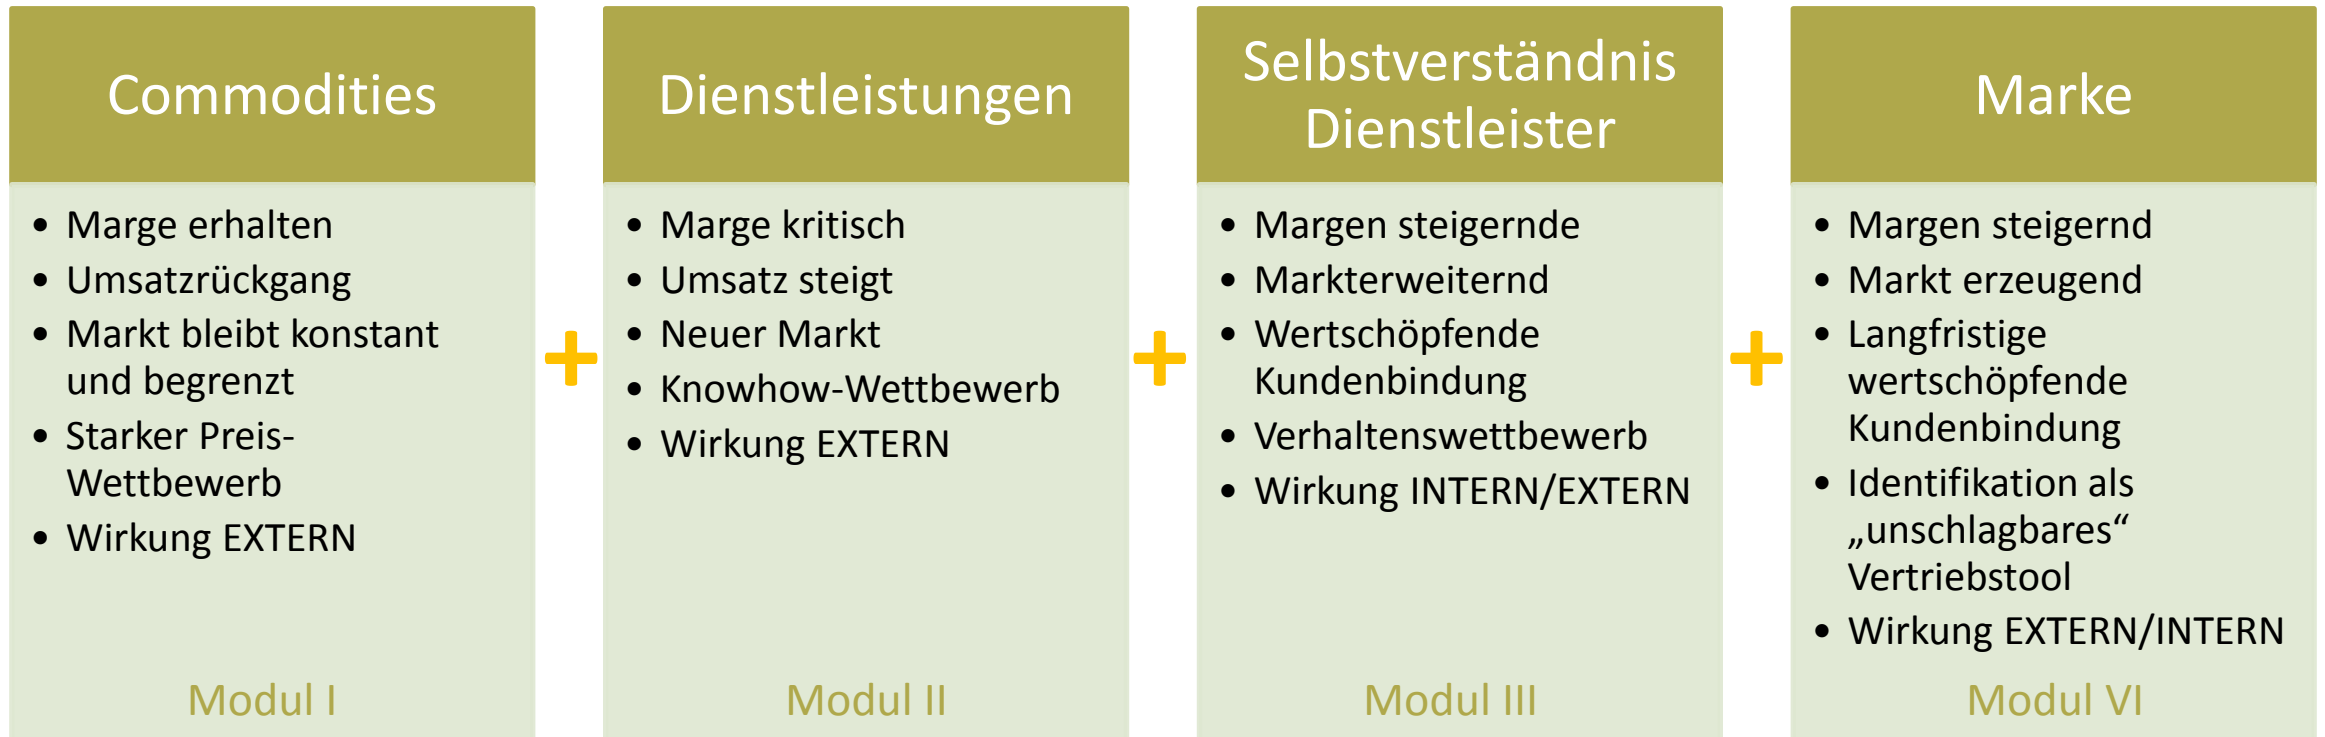 Commodities
• Marge erhalten
• Umsatzrückgang
• Markt bleibt konstant
und begrenzt
• Starker Preis-
Wettbewerb
• Wirkung EXTERN
Modul I
+
Dienstleistungen
• Marge kritisch
• Umsatz steigt
• Neuer Markt
• Knowhow-Wettbewerb
• Wirkung EXTERN
Modul II
+
Selbstverständnis
Dienstleister
• Margen steigernde
• Markterweiternd
• Wertschöpfende
Kundenbindung
• Verhaltenswettbewerb
• Wirkung INTERN/EXTERN
Modul III
+
Marke
• Margen steigernd
• Markt erzeugend
• Langfristige
wertschöpfende
Kundenbindung
• Identifikation als
„unschlagbares“
Vertriebstool
• Wirkung EXTERN/INTERN
Modul VI